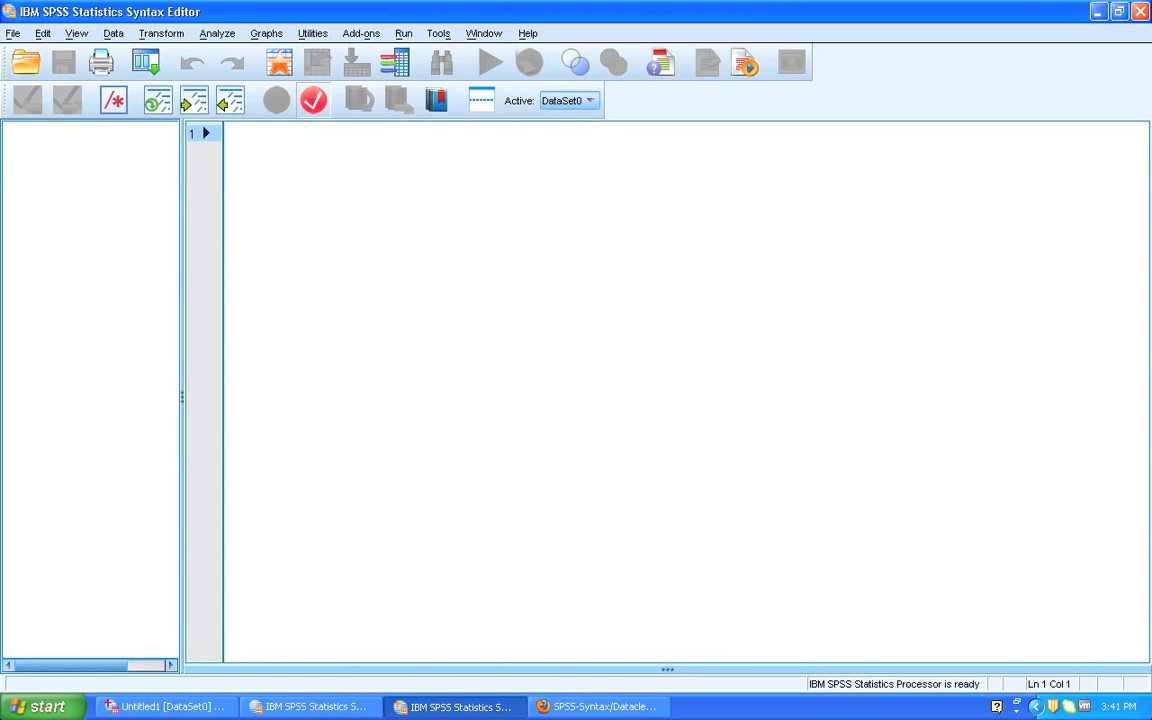 IBM SPSS Statistics Syntax Editor
File Edit View Data Transform Analyze Graphs Utilities Add-ons Run Tools Window Help
/* Active: DataSet0
1
IBM SPSS Statistics Processor is ready Ln 1 Col 1
start Untitled1 [DataSet0] ... IBM SPSS Statistics S... IBM SPSS Statistics S... SPSS-Syntax/Datacle... 3:41 PM